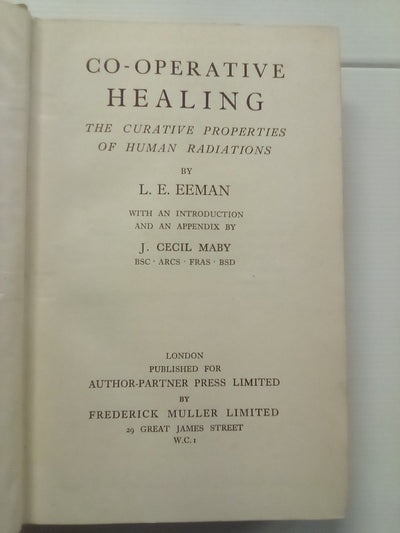 CO-OPERATIVE
HEALING
THE CURATIVE PROPERTIES
OF HUMAN RADIATIONS
BY
L. E. EEMAN
WITH AN INTRODUCTION
AND AN APPENDIX BY
J. CECIL MABY
BSC · ARCS · FRAS · BSD
LONDON
PUBLISHED FOR
AUTHOR-PARTNER PRESS LIMITED
BY
FREDERICK MULLER LIMITED
29 GREAT JAMES STREET
W.C.1